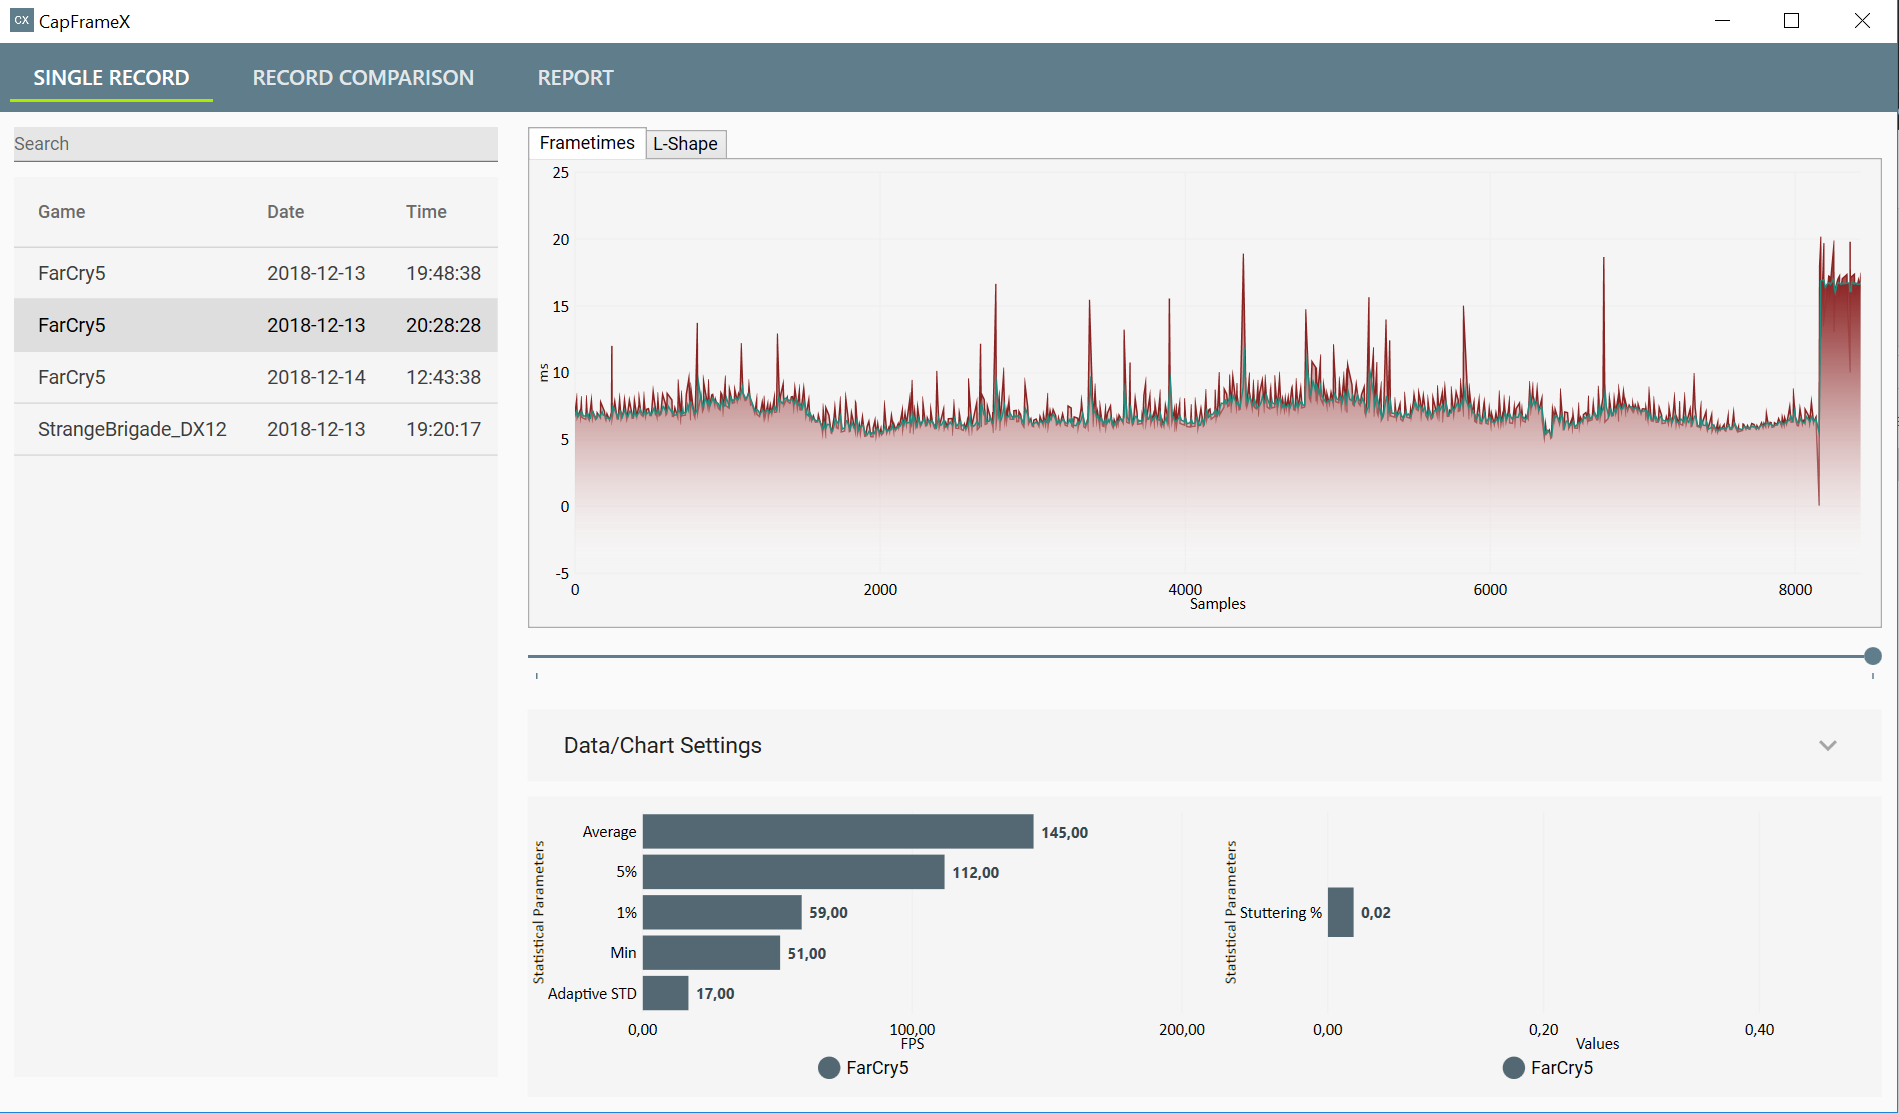 CX CapFrameX
SINGLE RECORD RECORD COMPARISON REPORT
Search
Game Date Time
FarCry5 2018-12-13 19:48:38
FarCry5 2018-12-13 20:28:28
FarCry5 2018-12-14 12:43:38
StrangeBrigade_DX12 2018-12-13 19:20:17
Frametimes L-Shape
25
20
15
10
5
0
-5
ms
0 2000 4000 6000 8000
Samples
Data/Chart Settings
Statistical Parameters
Average 145,00
5% 112,00
1% 59,00
Min 51,00
Adaptive STD 17,00
0,00 100,00 200,00
FPS
FarCry5
Statistical Parameters
Stuttering % 0,02
0,00 0,20 0,40
Values
FarCry5